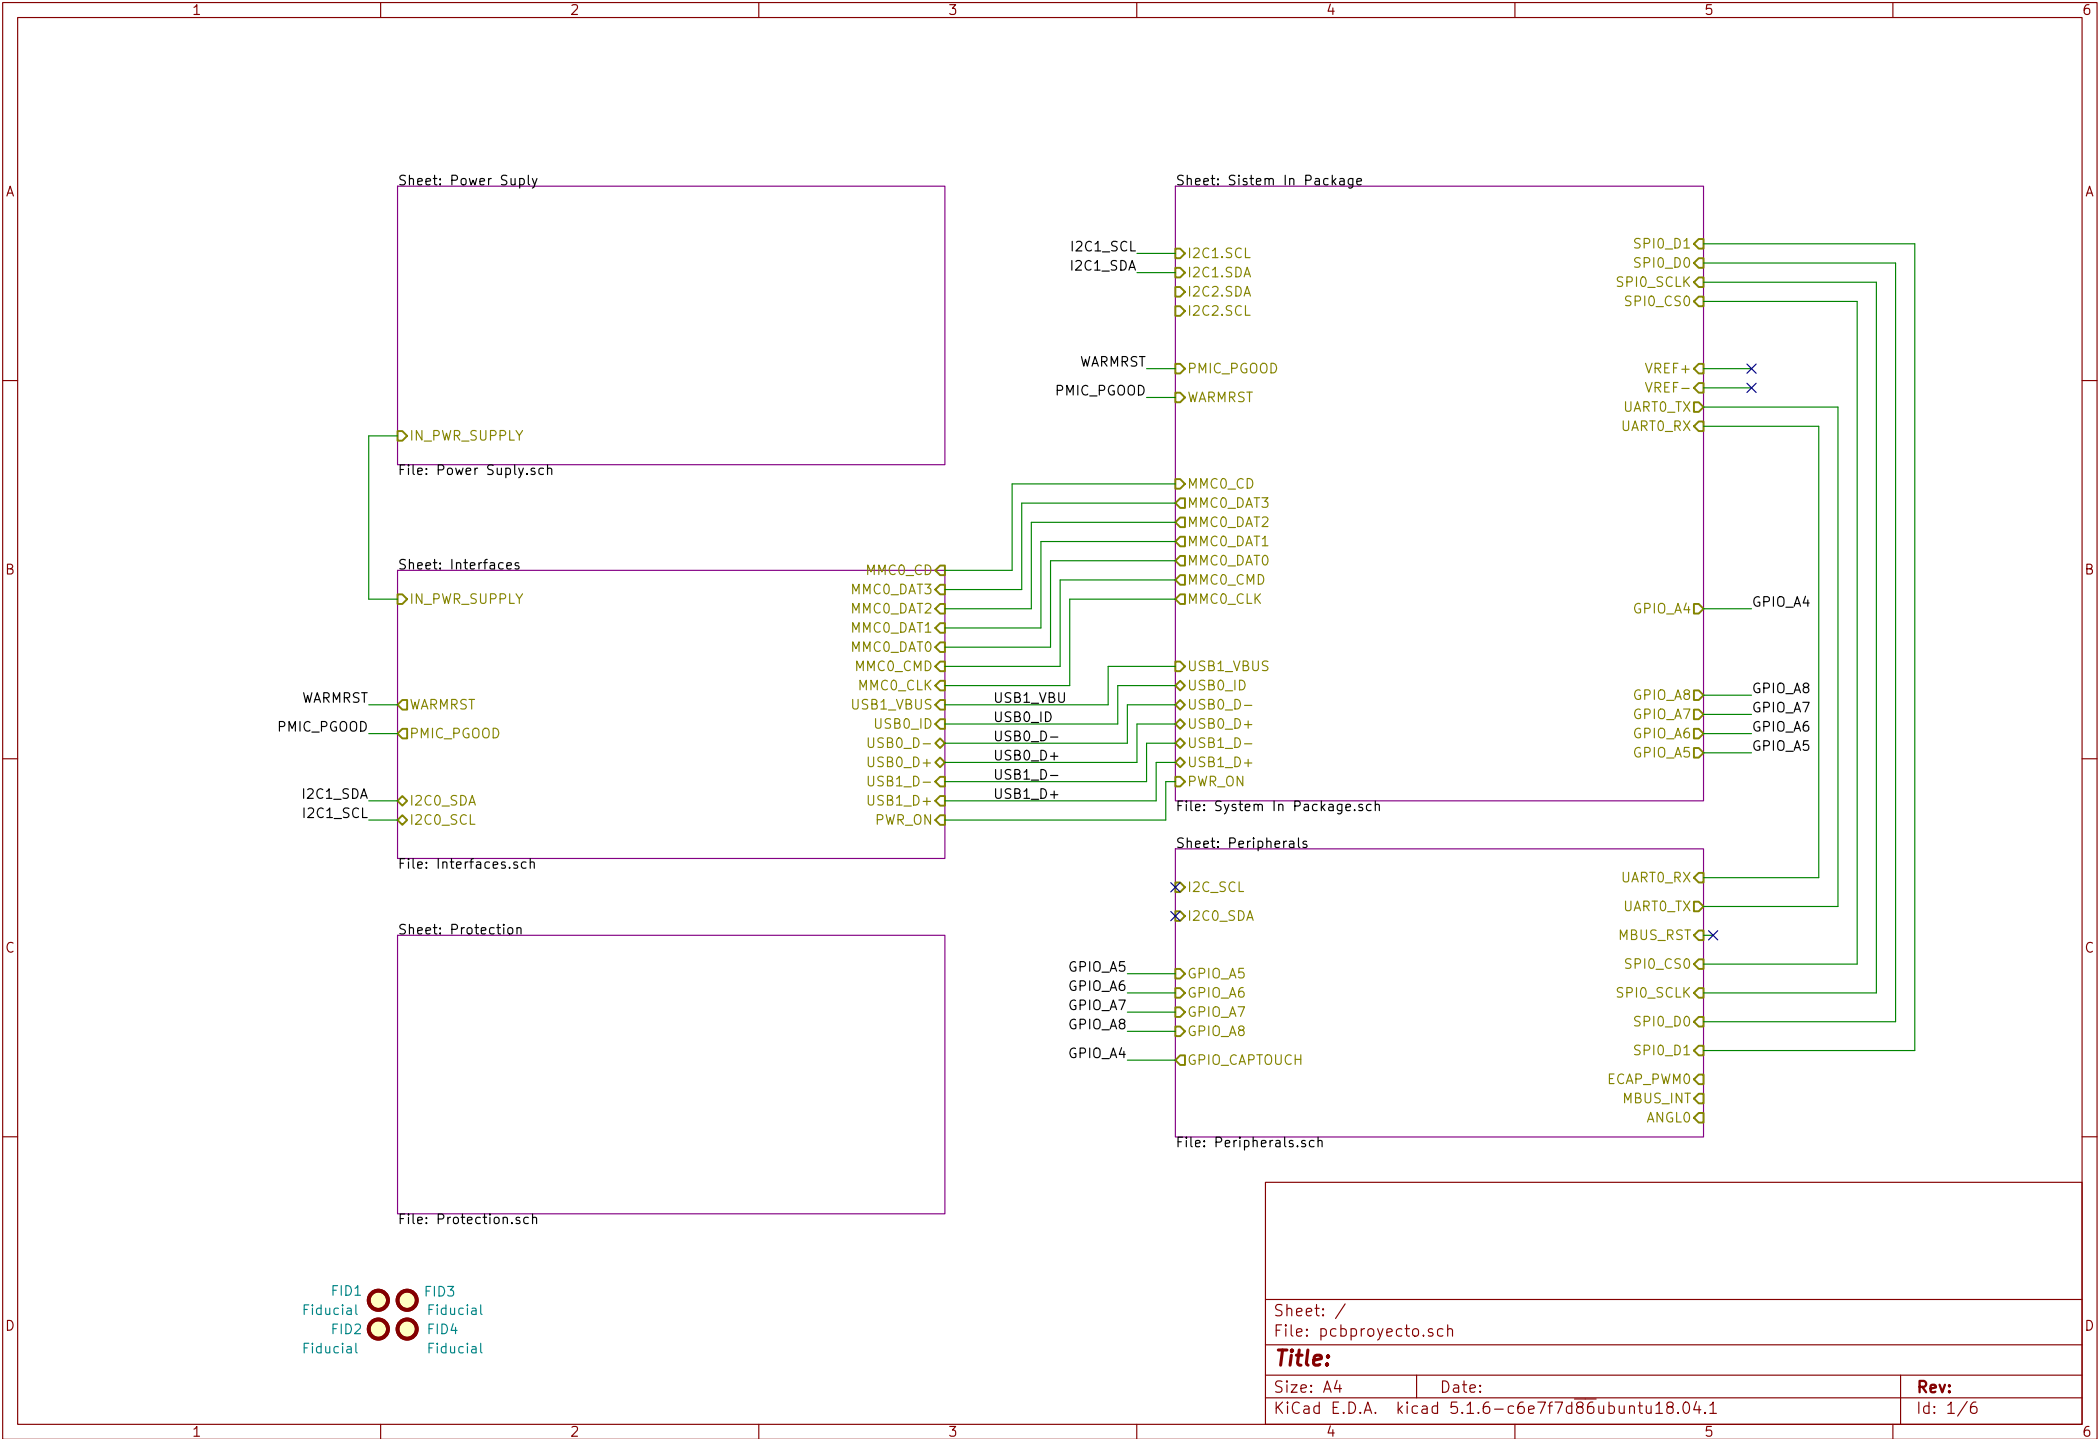 1 2 3 4 5 6
A A
B B
C C
D D
Sheet: Power Suply
IN_PWR_SUPPLY
File: Power Suply.sch
Sheet: Interfaces
IN_PWR_SUPPLY
WARMRST
WARMRST
PMIC_PGOOD
PMIC_PGOOD
I2C1_SDA
I2C0_SDA
I2C1_SCL
I2C0_SCL
MMC0_CD
MMC0_DAT3
MMC0_DAT2
MMC0_DAT1
MMC0_DAT0
MMC0_CMD
MMC0_CLK
USB1_VBUS
USB0_ID
USB0_D-
USB0_D+
USB1_D-
USB1_D+
PWR_ON
USB1_VBU
USB0_ID
USB0_D-
USB0_D+
USB1_D-
USB1_D+
File: Interfaces.sch
Sheet: Protection
File: Protection.sch
FID1
Fiducial
FID2
Fiducial
FID3
Fiducial
FID4
Fiducial
Sheet: Sistem In Package
I2C1_SCL
I2C1.SCL
I2C1_SDA
I2C1.SDA
I2C2.SDA
I2C2.SCL
WARMRST
PMIC_PGOOD
PMIC_PGOOD
WARMRST
MMC0_CD
MMC0_DAT3
MMC0_DAT2
MMC0_DAT1
MMC0_DAT0
MMC0_CMD
MMC0_CLK
USB1_VBUS
USB0_ID
USB0_D-
USB0_D+
USB1_D-
USB1_D+
PWR_ON
SPI0_D1
SPI0_D0
SPI0_SCLK
SPI0_CS0
VREF+
VREF-
UART0_TX
UART0_RX
GPIO_A4
GPIO_A4
GPIO_A8
GPIO_A8
GPIO_A7
GPIO_A7
GPIO_A6
GPIO_A6
GPIO_A5
GPIO_A5
File: System In Package.sch
Sheet: Peripherals
I2C_SCL
I2C0_SDA
GPIO_A5
GPIO_A5
GPIO_A6
GPIO_A6
GPIO_A7
GPIO_A7
GPIO_A8
GPIO_A8
GPIO_A4
GPIO_CAPTOUCH
UART0_RX
UART0_TX
MBUS_RST
SPI0_CS0
SPI0_SCLK
SPI0_D0
SPI0_D1
ECAP_PWM0
MBUS_INT
ANGL0
File: Peripherals.sch
Sheet: /
File: pcbproyecto.sch
Title:
Size: A4 Date: Rev:
KiCad E.D.A. kicad 5.1.6-c6e7f7d86ubuntu18.04.1 Id: 1/6
1 2 3 4 5 6